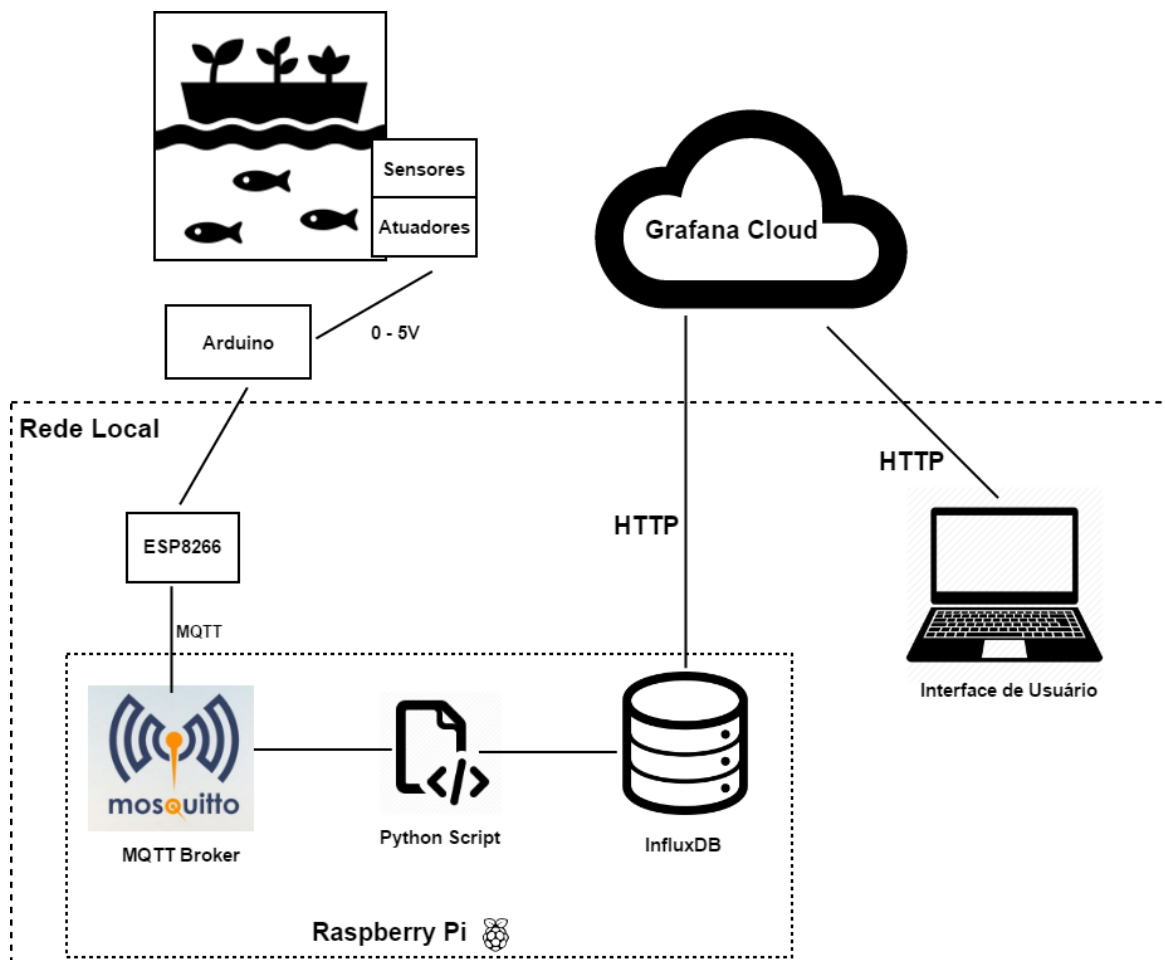 Sensores
Atuadores
Grafana Cloud
Arduino
0 - 5V
Rede Local
HTTP
HTTP
ESP8266
MQTT
Interface de Usuário
mosquitto
MQTT Broker
Python Script
InfluxDB
Raspberry Pi